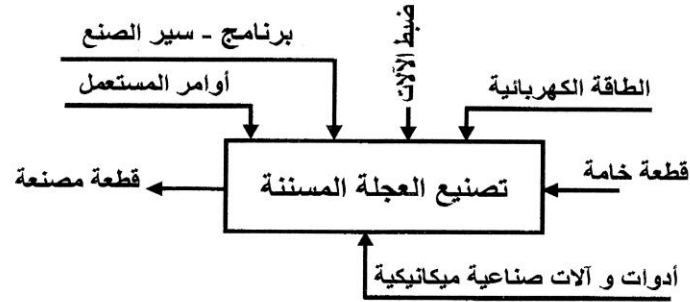 برنامج - سير الصنع
أوامر المستعمل
ضبط الآلات
الطاقة الكهربائية
قطعة خامة
تصنيع العجلة المسننة
قطعة مصنعة
أدوات و آلات صناعية ميكانيكية